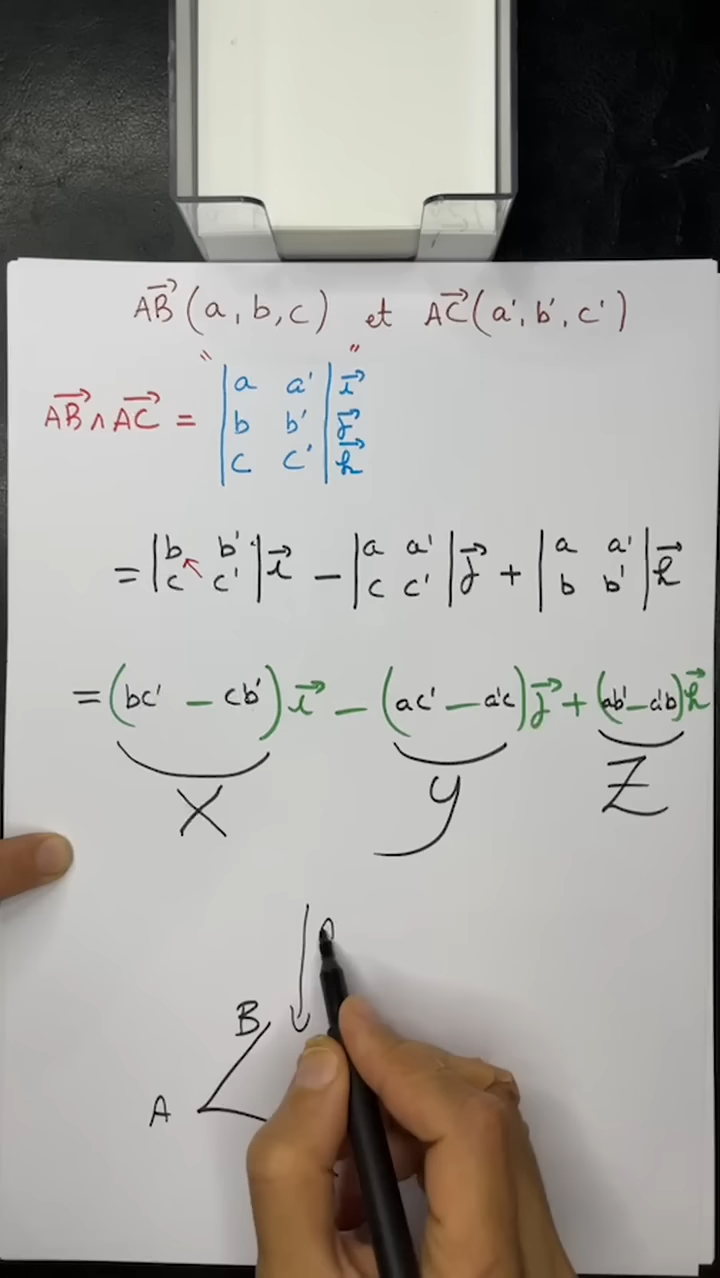 AB⃗ (a, b, c) et AC⃗ (a', b', c')
AB⃗ ∧ AC⃗ = " |a a'; b b'; c c'| " i⃗ j⃗ k⃗
= |b b'; c c'| i⃗ − |a a'; c c'| j⃗ + |a a'; b b'| k⃗
= (bc' − cb') i⃗ − (ac' − a'c) j⃗ + (ab' − a'b) k⃗
X y Z
B
A